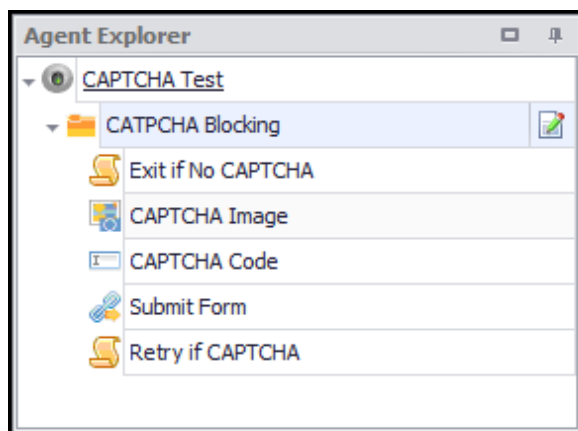 Agent Explorer
CAPTCHA Test
CATPCHA Blocking
Exit if No CAPTCHA
CAPTCHA Image
CAPTCHA Code
Submit Form
Retry if CAPTCHA